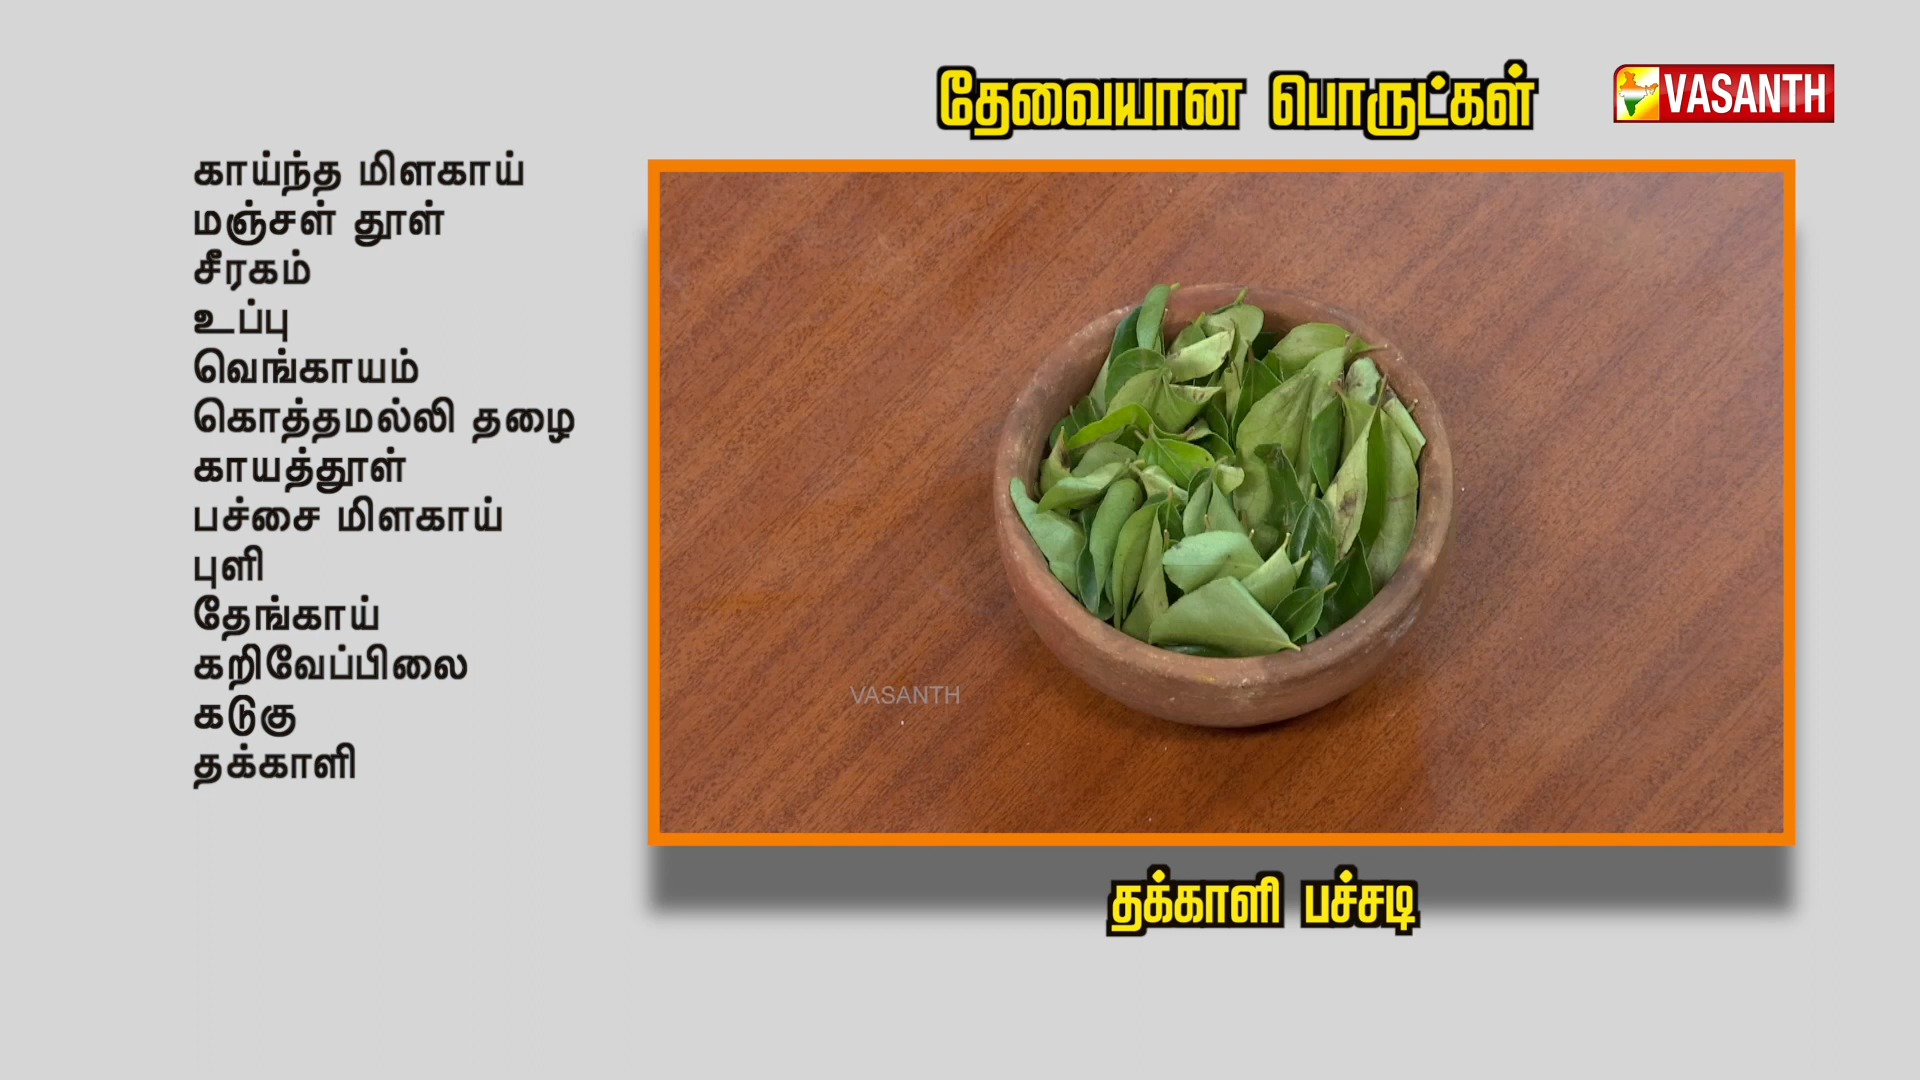 தேவையான பொருட்கள்
VASANTH
காய்ந்த மிளகாய்
மஞ்சள் தூள்
சீரகம்
உப்பு
வெங்காயம்
கொத்தமல்லி தழை
காயத்தூள்
பச்சை மிளகாய்
புளி
தேங்காய்
கறிவேப்பிலை
கடுகு
தக்காளி
VASANTH
தக்காளி பச்சடி